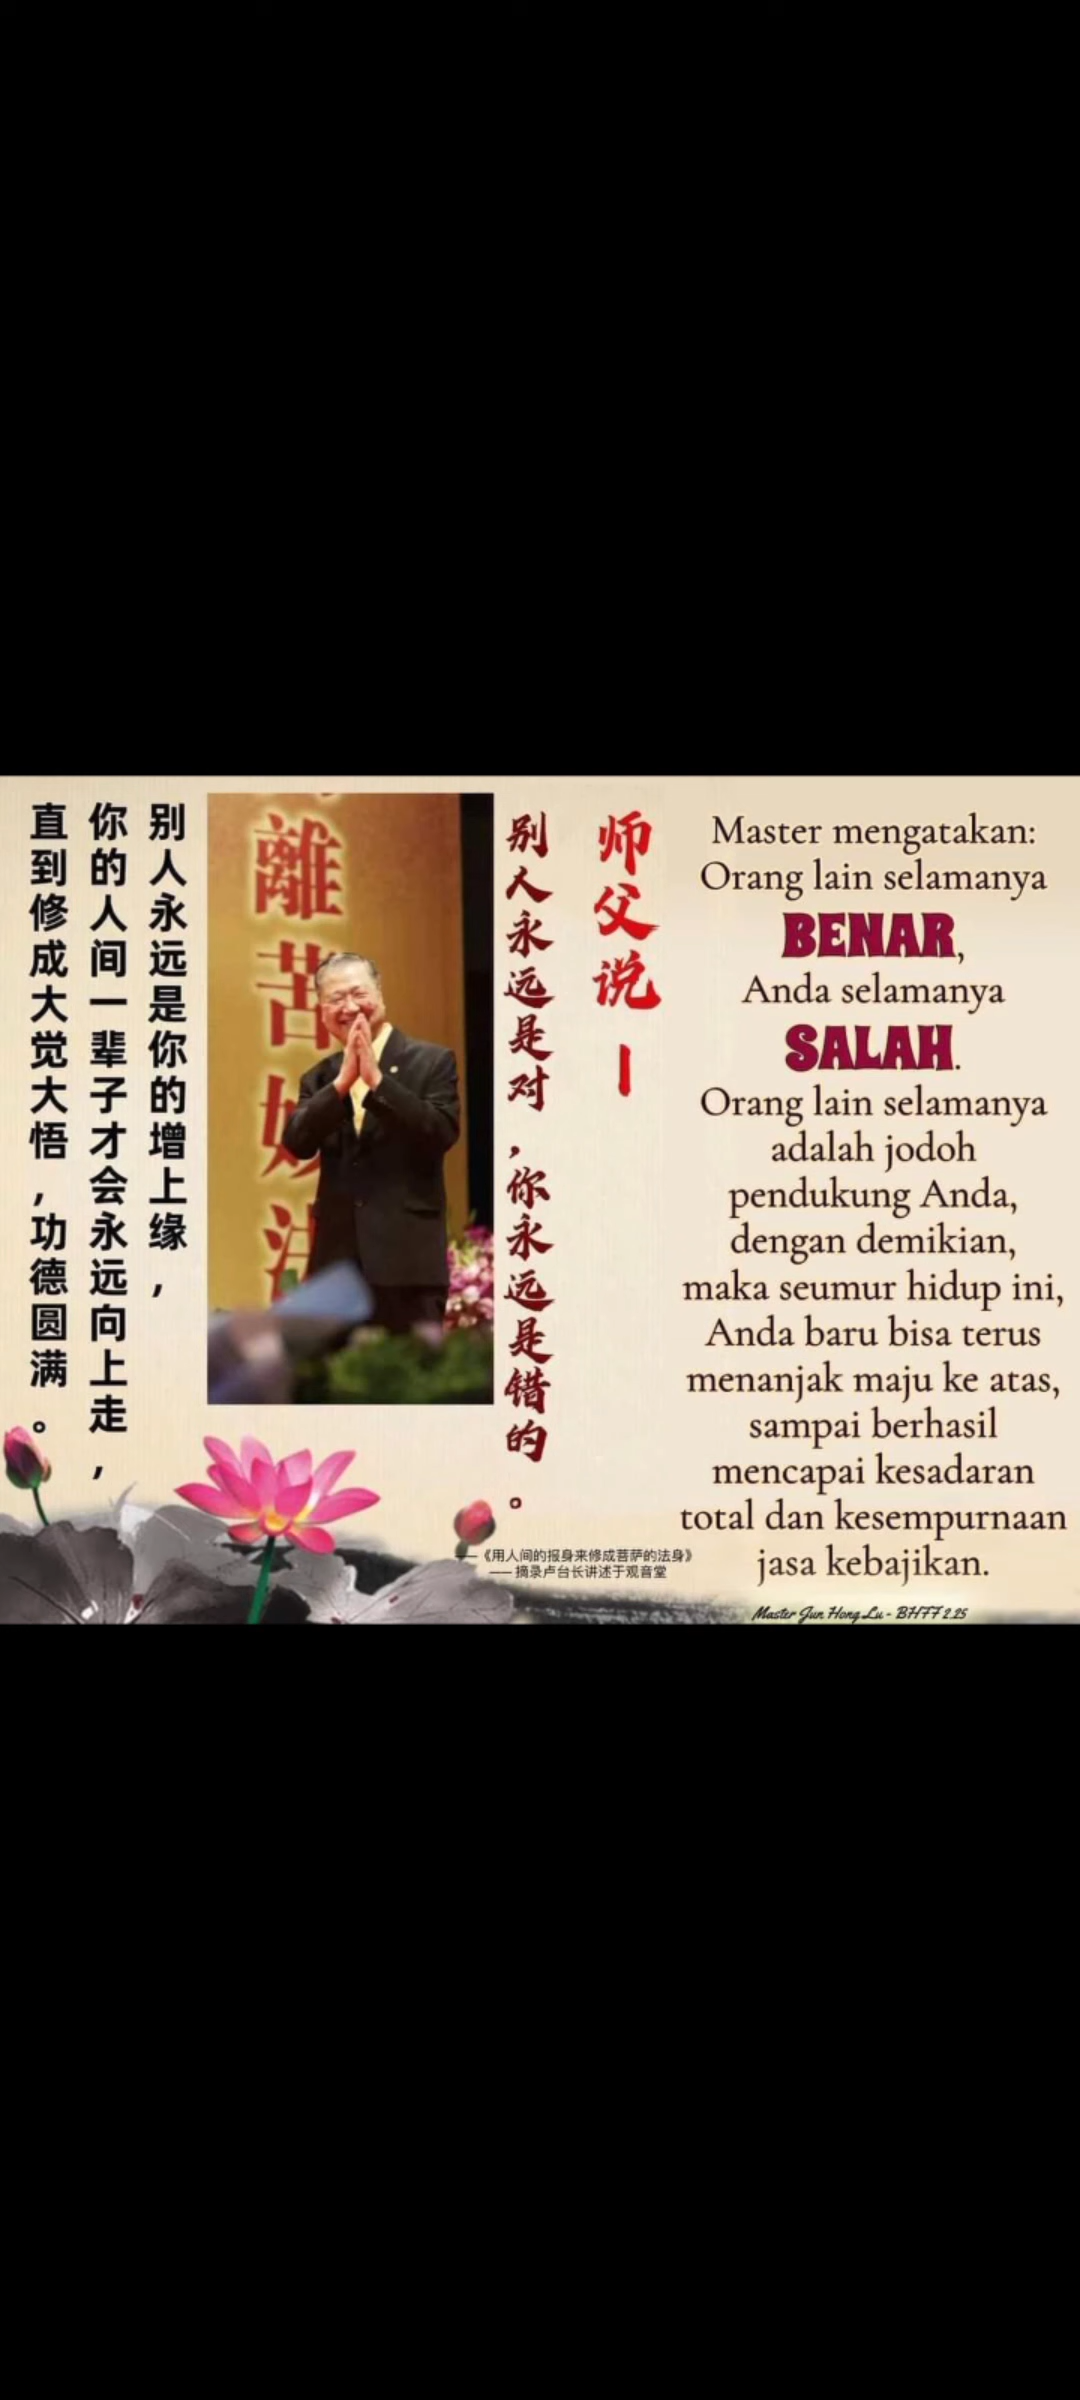 师父说 —
别人永远是对，你永远是错的。
离苦
别人永远是你的增上缘，
你的人间一辈子才会永远向上走，
直到修成大觉大悟，功德圆满。
——《用人间的报身来修成菩萨的法身》
—— 摘录卢台长讲述于观音堂
Master mengatakan:
Orang lain selamanya
BENAR,
Anda selamanya
SALAH.
Orang lain selamanya
adalah jodoh
pendukung Anda,
dengan demikian,
maka seumur hidup ini,
Anda baru bisa terus
menanjak maju ke atas,
sampai berhasil
mencapai kesadaran
total dan kesempurnaan
jasa kebajikan.
Master Jun Hong Lu - BHFF 2.25